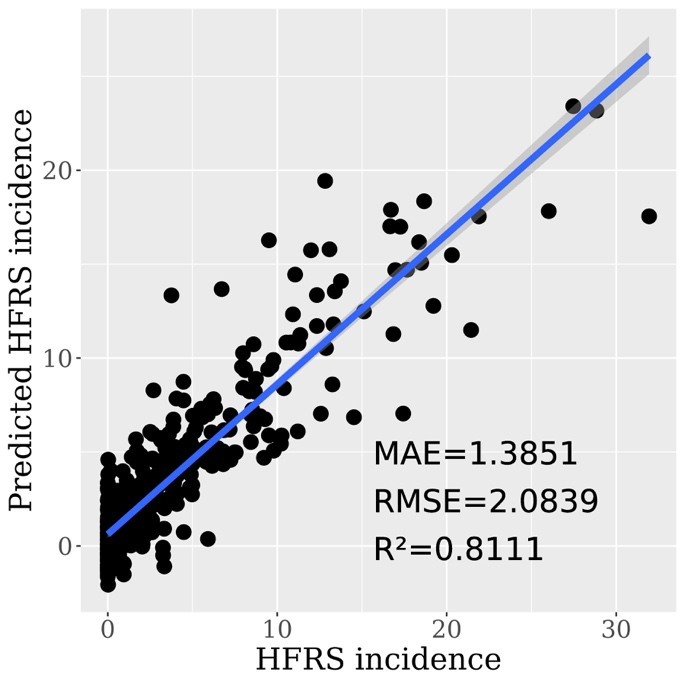 Predicted HFRS incidence
20
10
0
MAE=1.3851
RMSE=2.0839
R²=0.8111
0 10 20 30
HFRS incidence